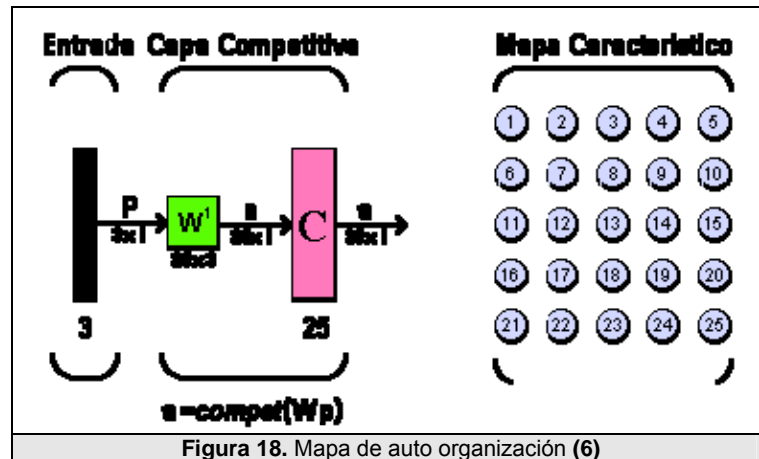 Entrada Capa Competitiva
Mapa Característico
1 2 3 4 5
6 7 8 9 10
11 12 13 14 15
16 17 18 19 20
21 22 23 24 25
p
3x1
W¹
25x3
n
25x1
C
a
25x1
3
25
a=compet(Wp)
Figura 18. Mapa de auto organización (6)